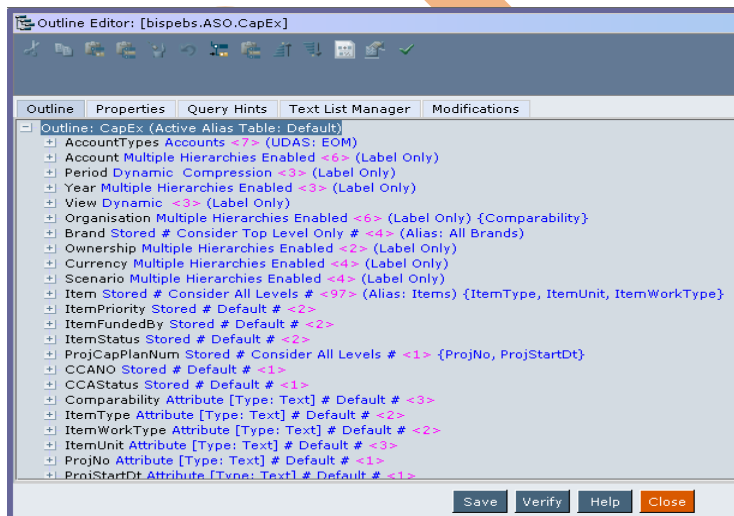 Outline Editor: [bispebs.ASO.CapEx]
Outline Properties Query Hints Text List Manager Modifications
Outline: CapEx (Active Alias Table: Default)
AccountTypes Accounts <7> (UDAS: EOM)
Account Multiple Hierarchies Enabled <6> (Label Only)
Period Dynamic Compression <3> (Label Only)
Year Multiple Hierarchies Enabled <3> (Label Only)
View Dynamic <3> (Label Only)
Organisation Multiple Hierarchies Enabled <6> (Label Only) {Comparability}
Brand Stored # Consider Top Level Only # <4> (Alias: All Brands)
Ownership Multiple Hierarchies Enabled <2> (Label Only)
Currency Multiple Hierarchies Enabled <4> (Label Only)
Scenario Multiple Hierarchies Enabled <4> (Label Only)
Item Stored # Consider All Levels # <97> (Alias: Items) {ItemType, ItemUnit, ItemWorkType}
ItemPriority Stored # Default # <2>
ItemFundedBy Stored # Default # <2>
ItemStatus Stored # Default # <2>
ProjCapPlanNum Stored # Consider All Levels # <1> {ProjNo, ProjStartDt}
CCANO Stored # Default # <1>
CCAStatus Stored # Default # <1>
Comparability Attribute [Type: Text] # Default # <3>
ItemType Attribute [Type: Text] # Default # <2>
ItemWorkType Attribute [Type: Text] # Default # <2>
ItemUnit Attribute [Type: Text] # Default # <3>
ProjNo Attribute [Type: Text] # Default # <1>
ProjStartDt Attribute [Type: Text] # Default # <1>
Save Verify Help Close